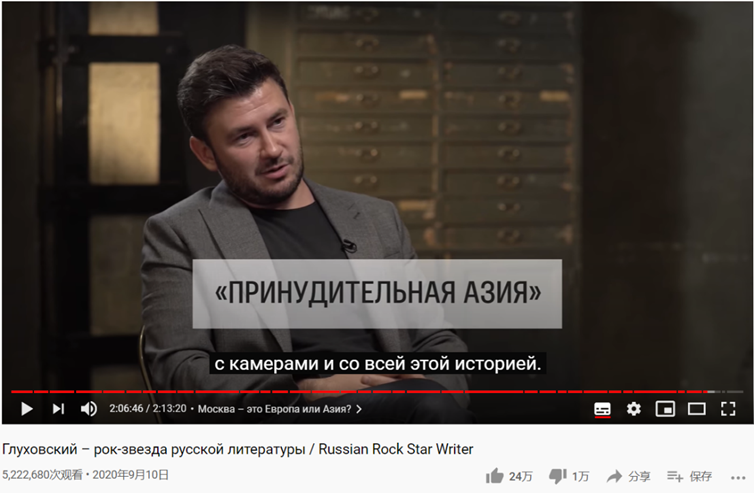 «ПРИНУДИТЕЛЬНАЯ АЗИЯ»
с камерами и со всей этой историей.
2:06:46 / 2:13:20 • Москва – это Европа или Азия?
Глуховский – рок-звезда русской литературы / Russian Rock Star Writer
5,222,680次观看 • 2020年9月10日 24万 1万 分享 保存